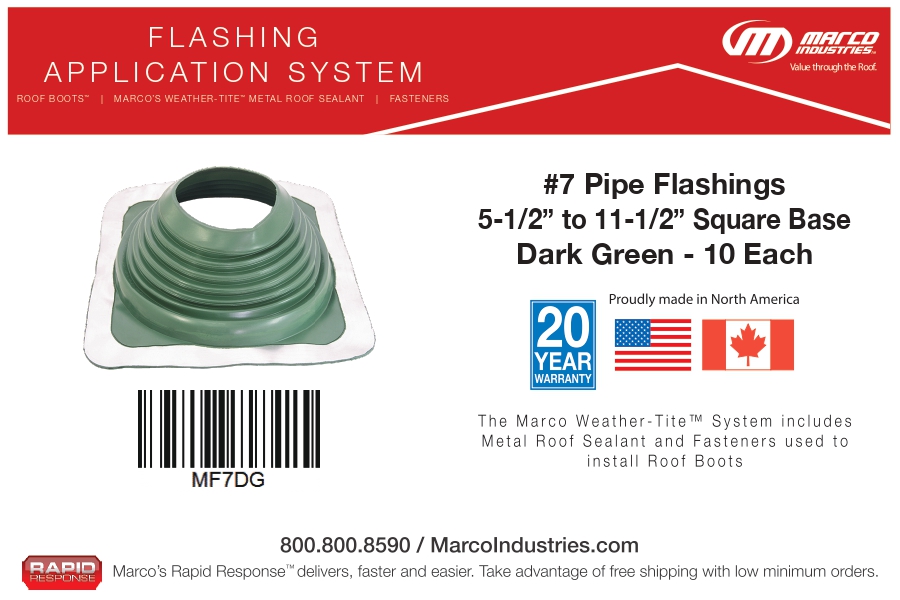 FLASHING
APPLICATION SYSTEM
ROOF BOOTS™ | MARCO'S WEATHER-TITE™ METAL ROOF SEALANT | FASTENERS
MARCO
INDUSTRIES™
Value through the Roof.
#7 Pipe Flashings
5-1/2” to 11-1/2” Square Base
Dark Green - 10 Each
Proudly made in North America
20
YEAR
WARRANTY
The Marco Weather-Tite™ System includes
Metal Roof Sealant and Fasteners used to
install Roof Boots
MF7DG
800.800.8590 / MarcoIndustries.com
RAPID
RESPONSE
Marco’s Rapid Response™ delivers, faster and easier. Take advantage of free shipping with low minimum orders.